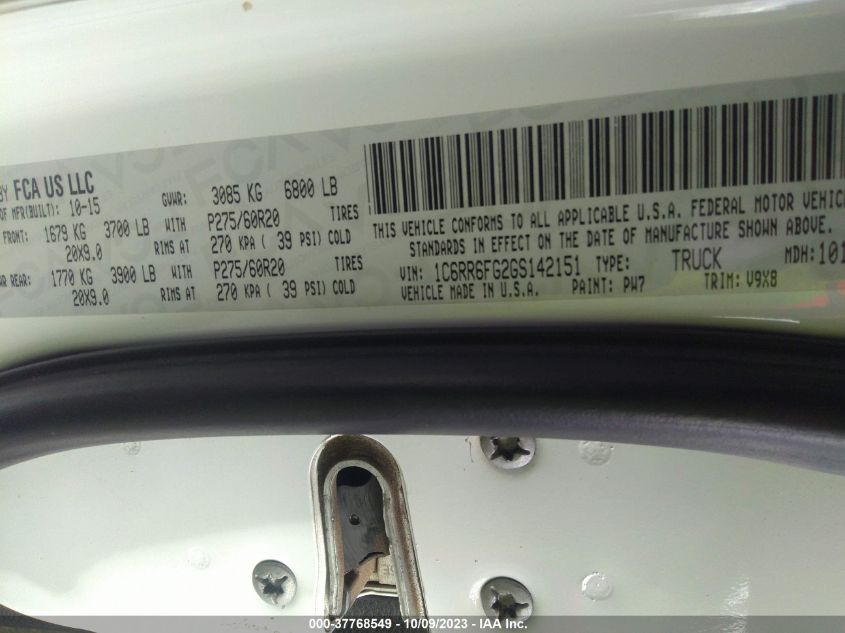 BY FCA US LLC
OF MFR(BUILT): 10-15 GVWR: 3085 KG 6800 LB
FRONT: 1679 KG 3700 LB WITH P275/60R20 TIRES
20X9.0 RIMS AT 270 KPA ( 39 PSI) COLD
REAR: 1770 KG 3900 LB WITH P275/60R20 TIRES
20X9.0 RIMS AT 270 KPA ( 39 PSI) COLD
THIS VEHICLE CONFORMS TO ALL APPLICABLE U.S.A. FEDERAL MOTOR VEHIC
STANDARDS IN EFFECT ON THE DATE OF MANUFACTURE SHOWN ABOVE.
VIN: 1C6RR6FG2GS142151 TYPE: TRUCK MDH: 101
VEHICLE MADE IN U.S.A. PAINT: PW7 TRIM: V9X8
000-37768549 - 10/09/2023 - IAA Inc.